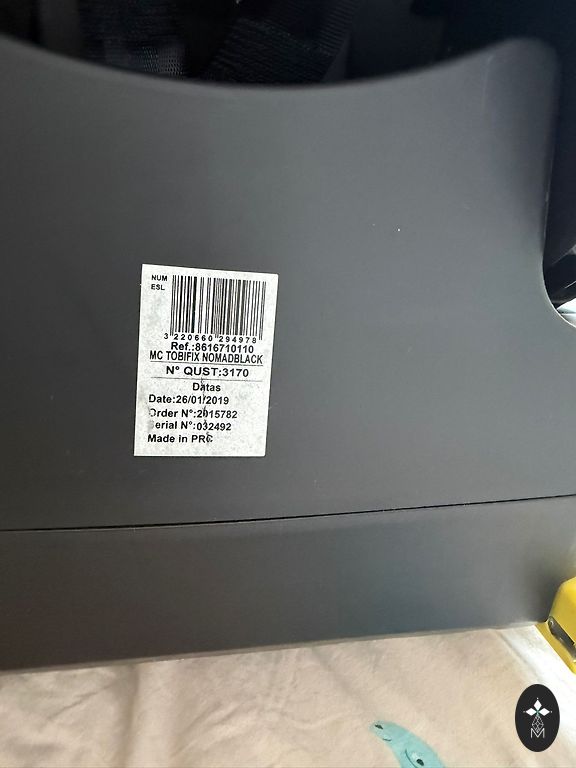 NUM
ESL
3 220660 294978
Ref.:8616710110
MC TOBIFIX NOMADBLACK
N° QUST:3170
Datas
Date:26/01/2019
Order N°:2015782
erial N°:032492
Made in PRC
M